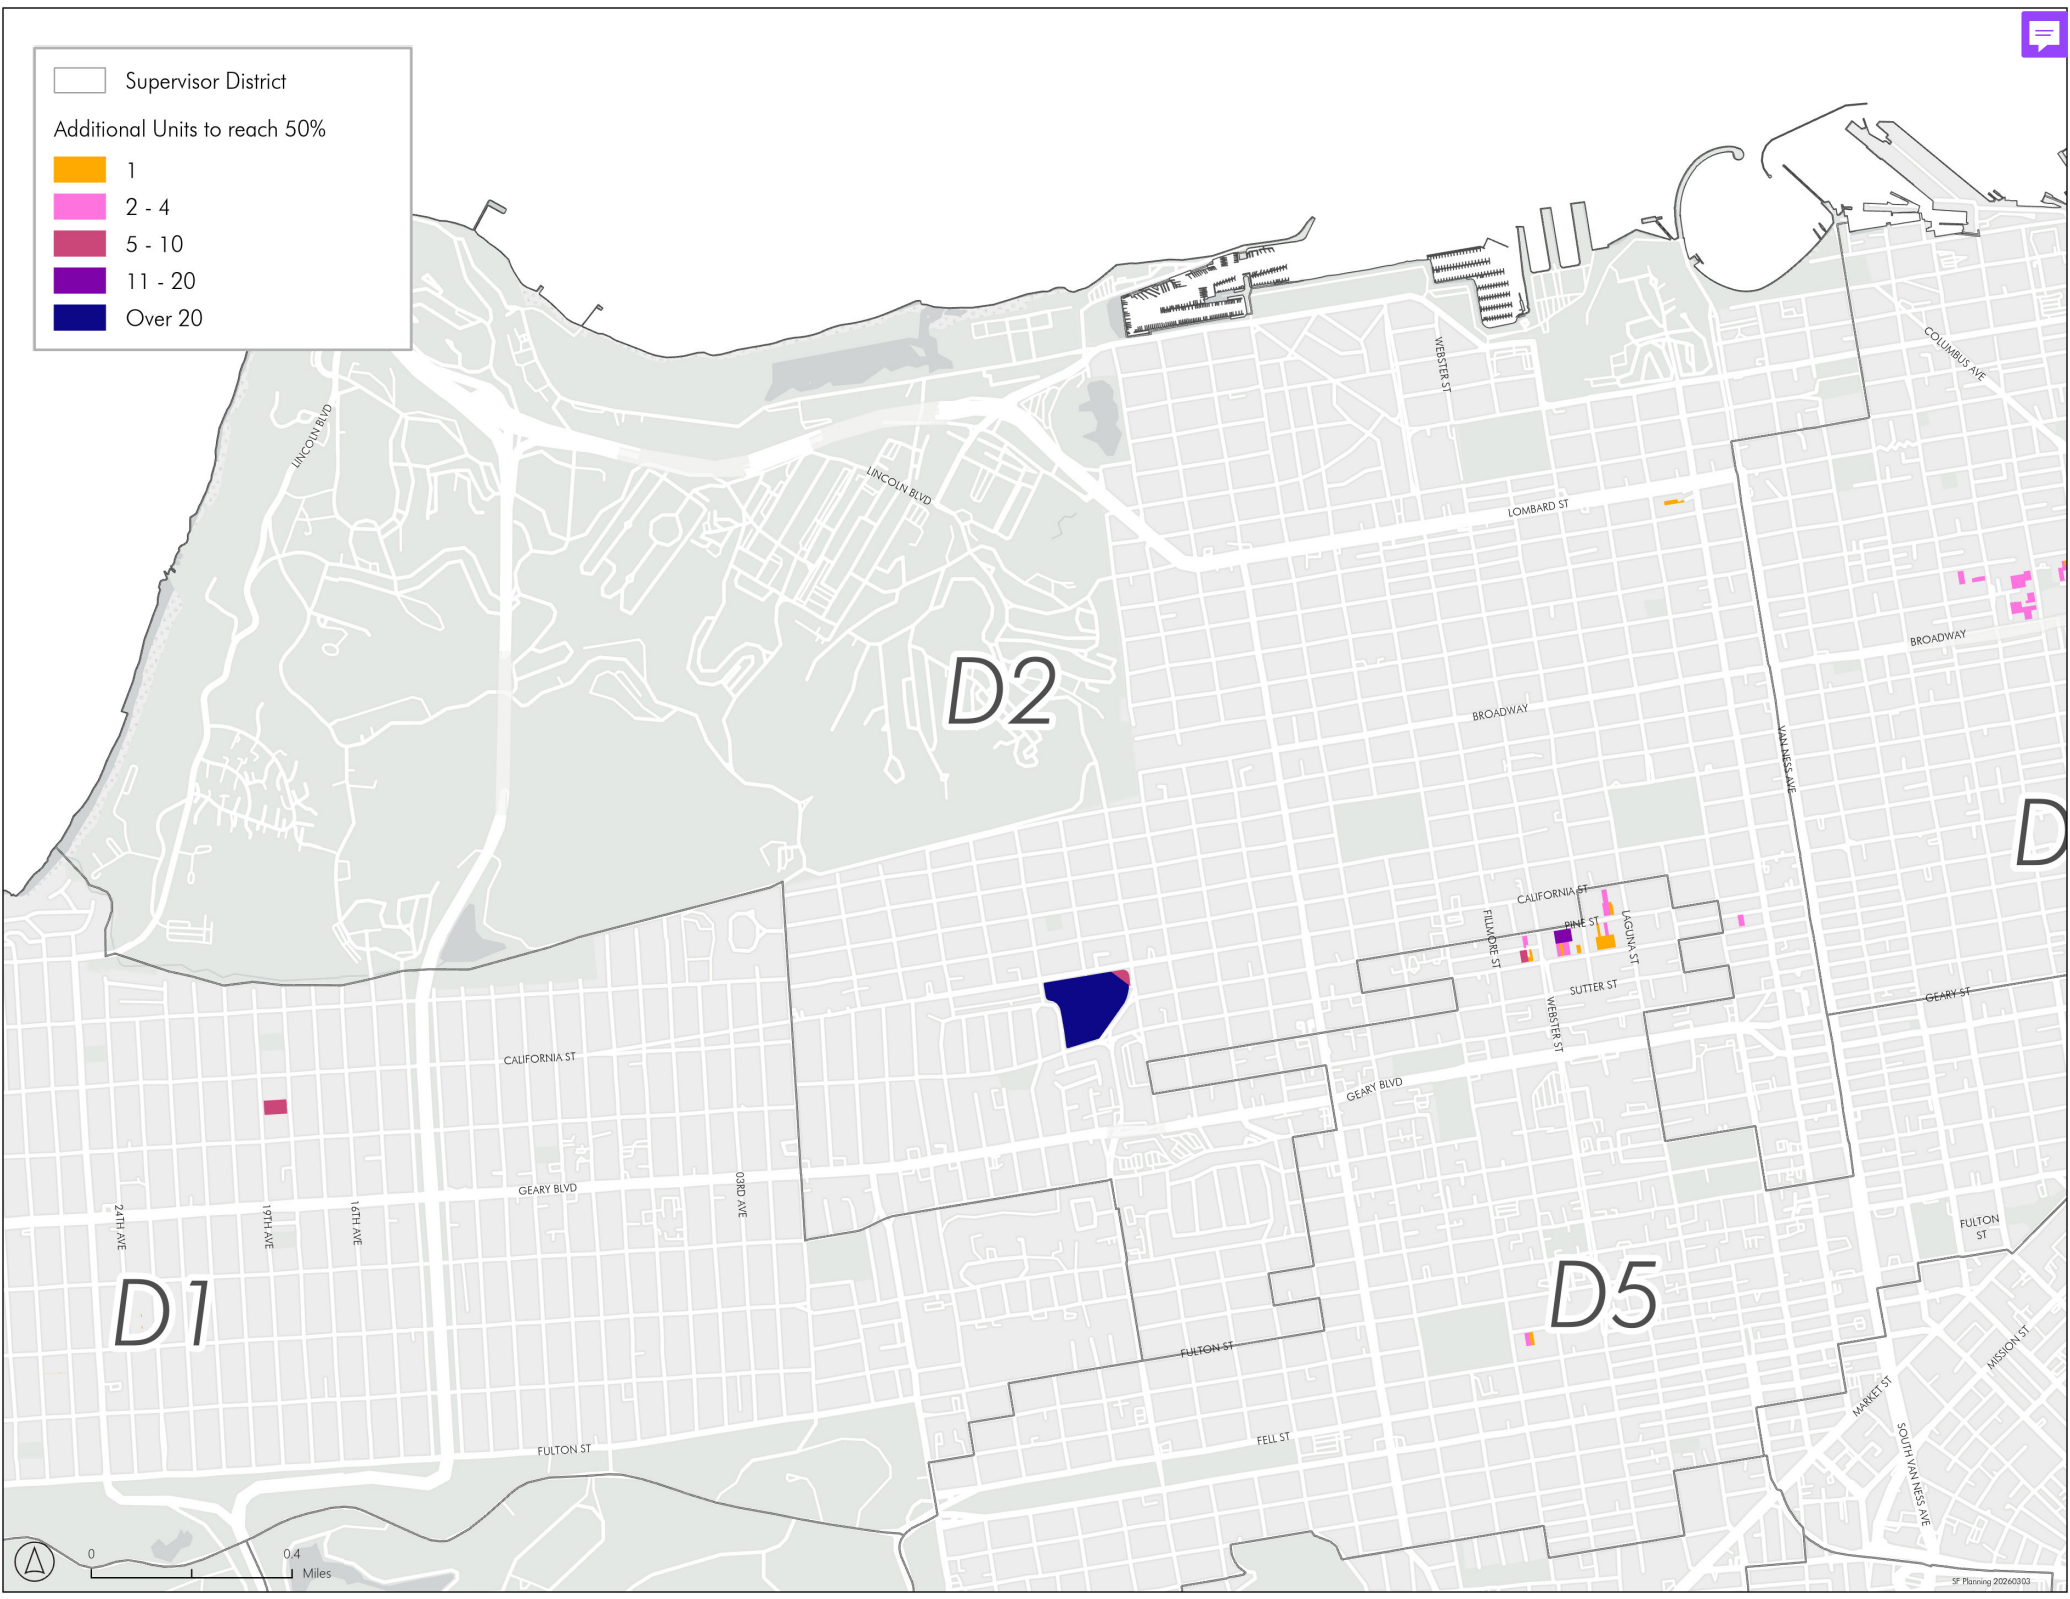 Supervisor District
Additional Units to reach 50%
1
2 - 4
5 - 10
11 - 20
Over 20
LINCOLN BLVD
LINCOLN BLVD
WEBSTER ST
COLUMBUS AVE
LOMBARD ST
BROADWAY
D2
BROADWAY
VAN NESS AVE
D
CALIFORNIA ST
FILLMORE ST
PINE ST
LAGUNA ST
SUTTER ST
GEARY ST
WEBSTER ST
CALIFORNIA ST
GEARY BLVD
GEARY BLVD
24TH AVE
19TH AVE
16TH AVE
03RD AVE
FULTON
ST
D1
D5
FULTON ST
MISSION ST
MARKET ST
FULTON ST
FELL ST
SOUTH VAN NESS AVE
0
0.4
Miles
SF Planning 20260303